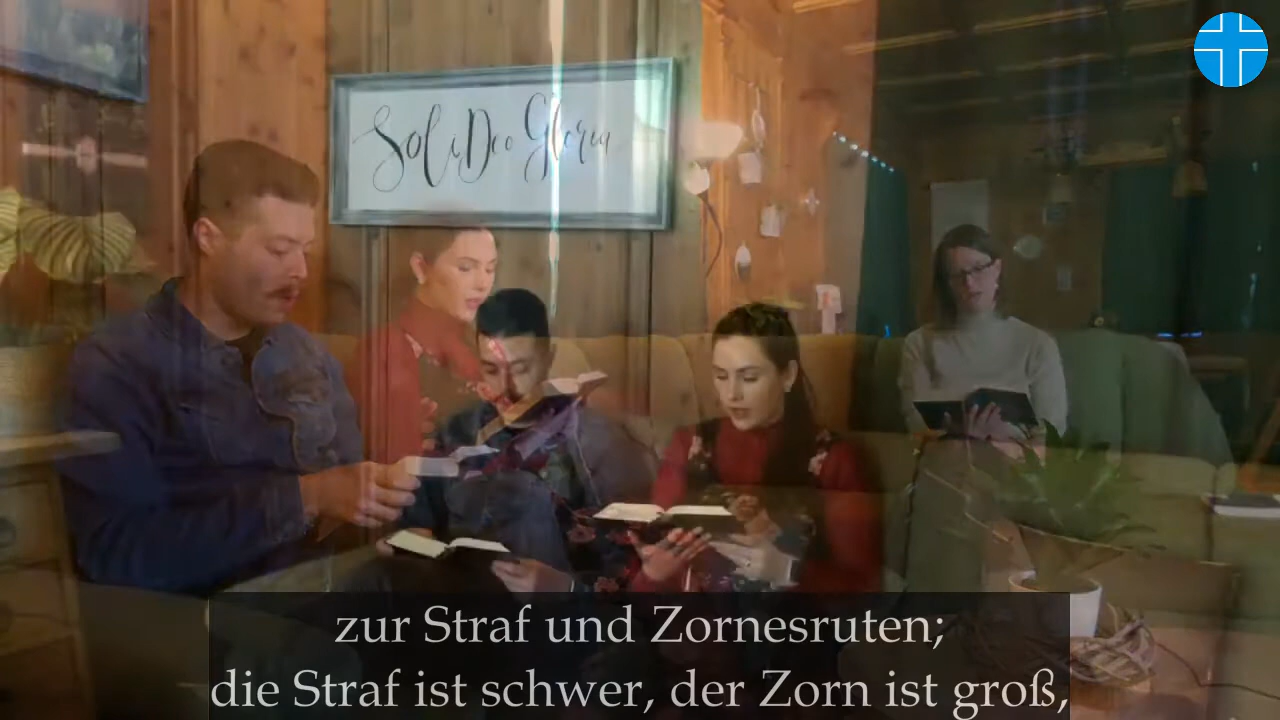 Soli Deo Gloria
zur Straf und Zornesruten;
die Straf ist schwer, der Zorn ist groß,